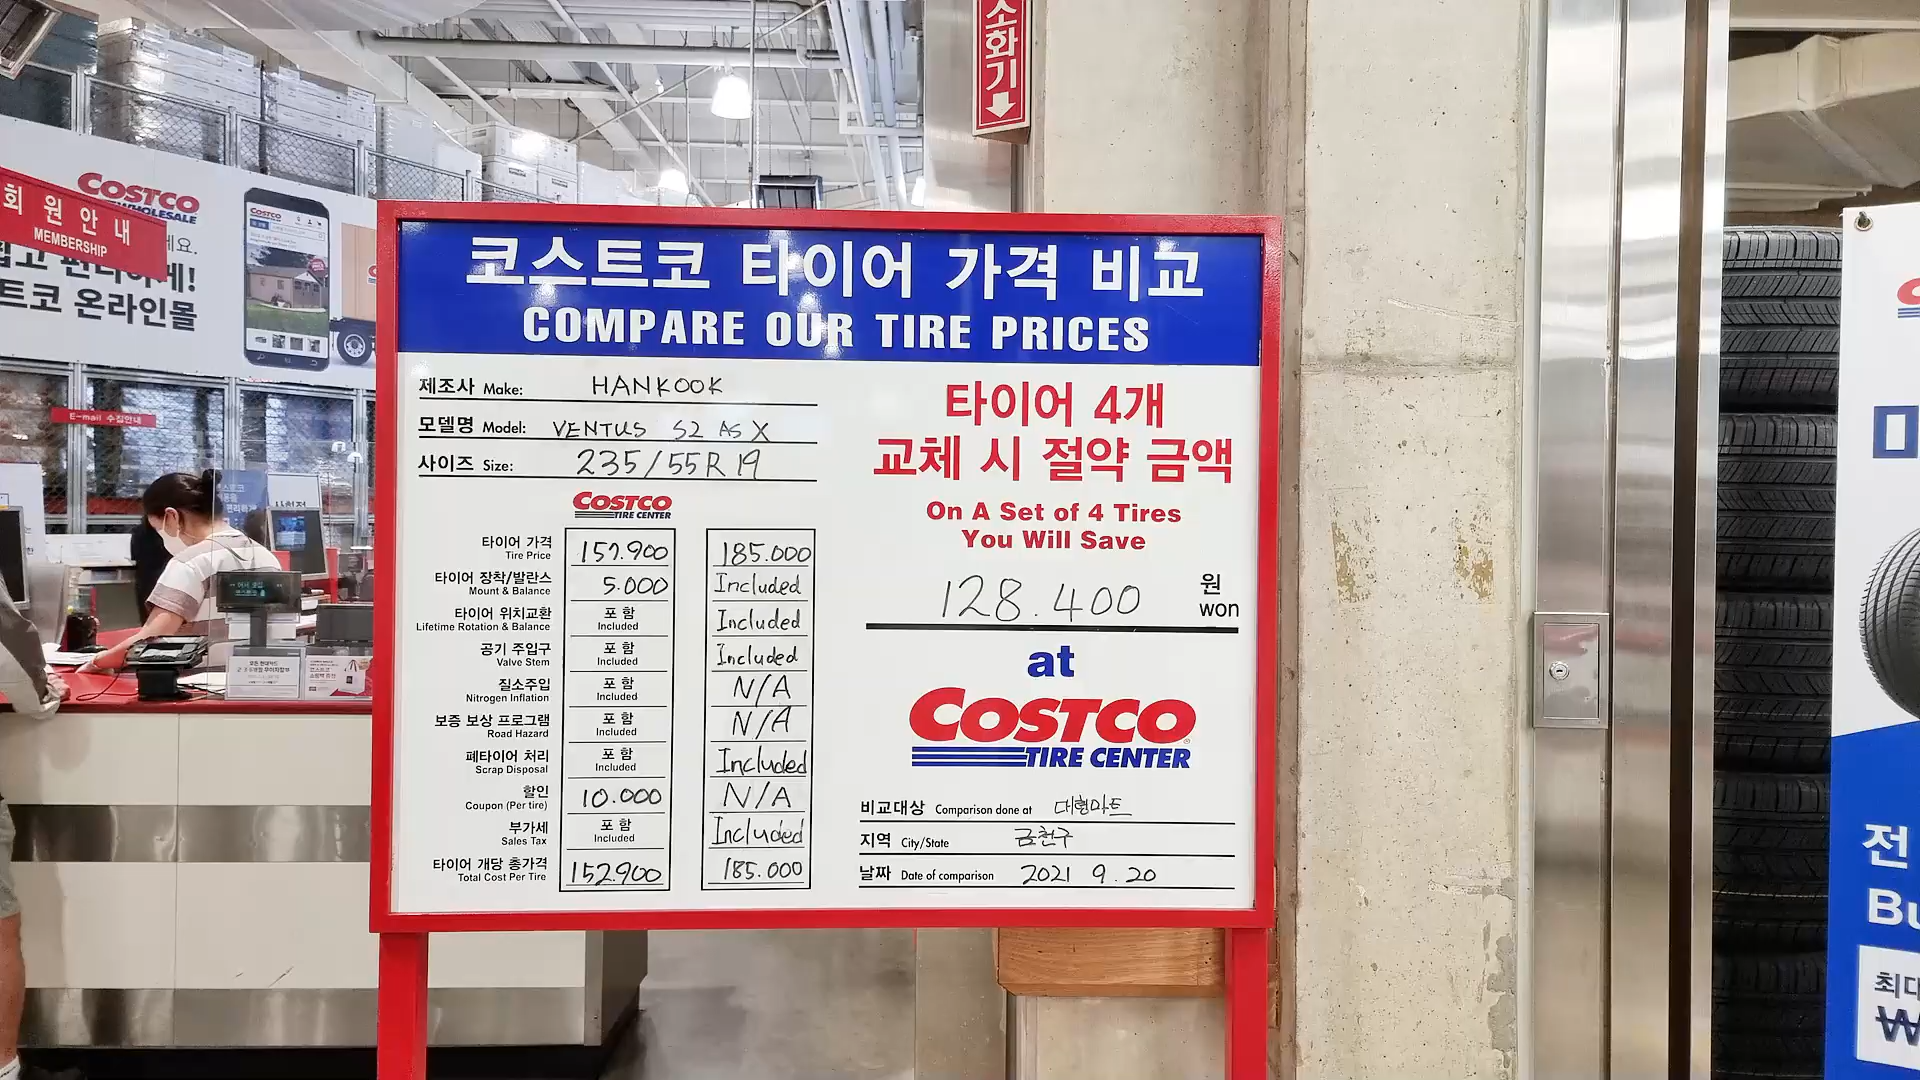 소화기
회원안내
MEMBERSHIP
COSTCO
WHOLESALE
트코 온라인몰
E-mail 수집안내
코스트코 타이어 가격 비교
COMPARE OUR TIRE PRICES
제조사 Make: HANKOOK
모델명 Model: VENTUS S2 AS X
사이즈 Size: 235/55R 19
COSTCO
TIRE CENTER
타이어 가격 157.900 185.000
Tire Price
타이어 장착/발란스 5.000 Included
Mount & Balance
타이어 위치교환 포 함 Included
Lifetime Rotation & Balance Included
공기 주입구 포 함 Included
Valve Stem Included
질소주입 포 함 N/A
Nitrogen Inflation Included
보증 보상 프로그램 포 함 N/A
Road Hazard Included
폐타이어 처리 포 함 Included
Scrap Disposal Included
할인 10.000 N/A
Coupon (Per tire)
부가세 포 함 Included
Sales Tax Included
타이어 개당 총가격 152.900 185.000
Total Cost Per Tire
타이어 4개
교체 시 절약 금액
On A Set of 4 Tires
You Will Save
128.400 원
won
at
COSTCO
TIRE CENTER
비교대상 Comparison done at 대형마트
지역 City/State 금천구
날짜 Date of comparison 2021 9. 20
전
Bu
최대
₩